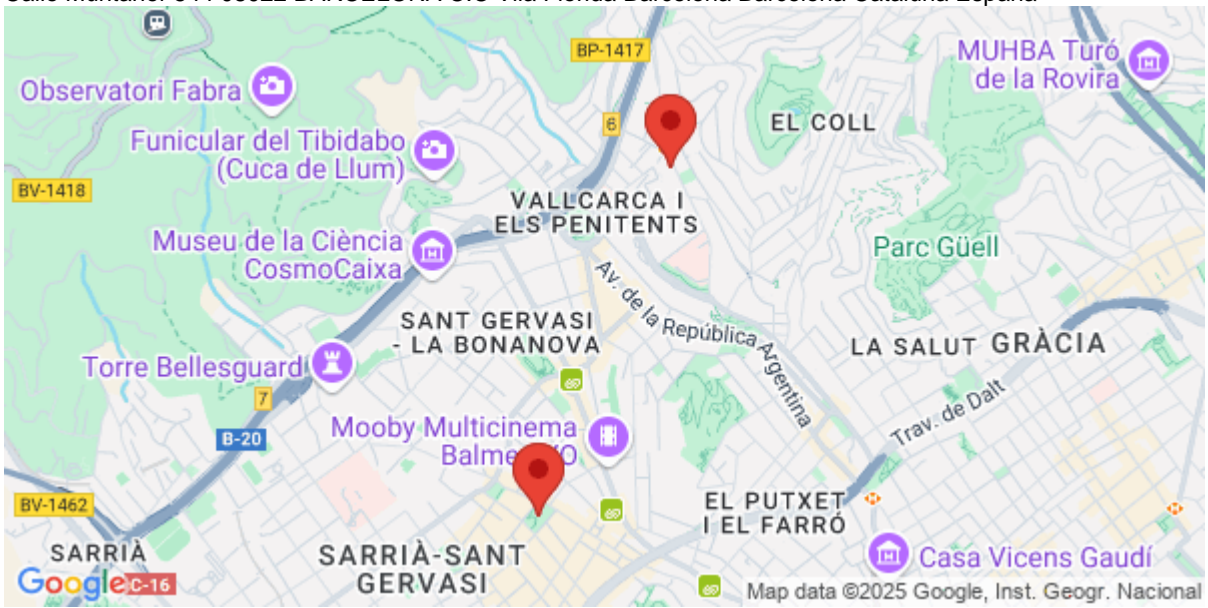 BP-1417
MUHBA Turó
de la Rovira
Observatori Fabra
6
EL COLL
Funicular del Tibidabo
(Cuca de Llum)
BV-1418
VALLCARCA I
ELS PENITENTS
Museu de la Ciència
CosmoCaixa
Parc Güell
Av. de la República Argentina
SANT GERVASI
- LA BONANOVA
LA SALUT
GRÀCIA
Torre Bellesguard
7
Trav. de Dalt
B-20
Mooby Multicinema
Balme
O
BV-1462
EL PUTXET
I EL FARRÓ
SARRIÀ
SARRIÀ-SANT
GERVASI
Casa Vicens Gaudí
Google
C-16
Map data ©2025 Google, Inst. Geogr. Nacional